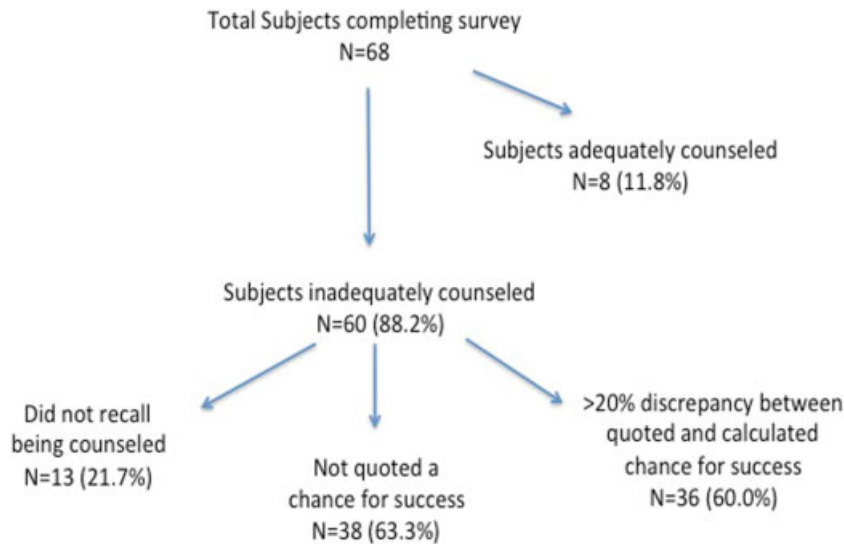 Total Subjects completing survey
N=68
Subjects adequately counseled
N=8 (11.8%)
Subjects inadequately counseled
N=60 (88.2%)
Did not recall
being counseled
N=13 (21.7%)
Not quoted a
chance for success
N=38 (63.3%)
>20% discrepancy between
quoted and calculated
chance for success
N=36 (60.0%)